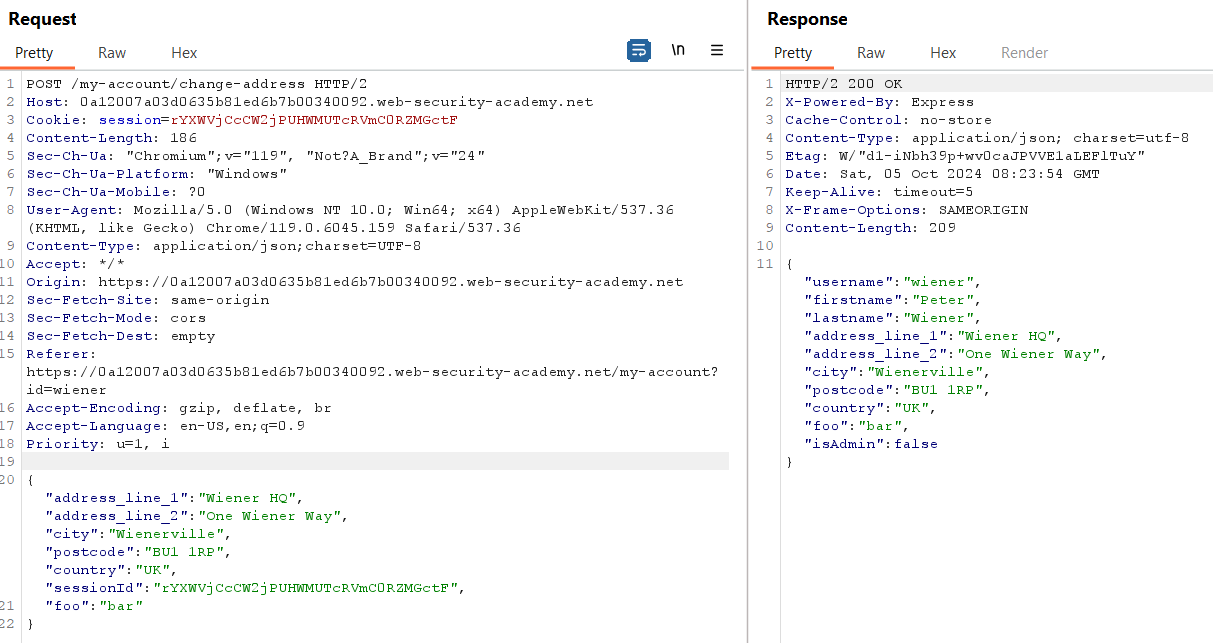 Request
Pretty Raw Hex \n
1 POST /my-account/change-address HTTP/2
2 Host: 0a12007a03d0635b81ed6b7b00340092.web-security-academy.net
3 Cookie: session=rYXWVjCcCW2jPUHWMUTcRVmC0RZMGctF
4 Content-Length: 186
5 Sec-Ch-Ua: "Chromium";v="119", "Not?A_Brand";v="24"
6 Sec-Ch-Ua-Platform: "Windows"
7 Sec-Ch-Ua-Mobile: ?0
8 User-Agent: Mozilla/5.0 (Windows NT 10.0; Win64; x64) AppleWebKit/537.36
(KHTML, like Gecko) Chrome/119.0.6045.159 Safari/537.36
9 Content-Type: application/json;charset=UTF-8
10 Accept: */*
11 Origin: https://0a12007a03d0635b81ed6b7b00340092.web-security-academy.net
12 Sec-Fetch-Site: same-origin
13 Sec-Fetch-Mode: cors
14 Sec-Fetch-Dest: empty
15 Referer:
https://0a12007a03d0635b81ed6b7b00340092.web-security-academy.net/my-account?
id=wiener
16 Accept-Encoding: gzip, deflate, br
17 Accept-Language: en-US,en;q=0.9
18 Priority: u=1, i
19
20 {
"address_line_1":"Wiener HQ",
"address_line_2":"One Wiener Way",
"city":"Wienerville",
"postcode":"BU1 1RP",
"country":"UK",
"sessionId":"rYXWVjCcCW2jPUHWMUTcRVmC0RZMGctF",
21 "foo":"bar"
22 }
Response
Pretty Raw Hex Render
1 HTTP/2 200 OK
2 X-Powered-By: Express
3 Cache-Control: no-store
4 Content-Type: application/json; charset=utf-8
5 Etag: W/"d1-iNbh39p+wv0caJPVVE1aLEFlTuY"
6 Date: Sat, 05 Oct 2024 08:23:54 GMT
7 Keep-Alive: timeout=5
8 X-Frame-Options: SAMEORIGIN
9 Content-Length: 209
10
11 {
"username":"wiener",
"firstname":"Peter",
"lastname":"Wiener",
"address_line_1":"Wiener HQ",
"address_line_2":"One Wiener Way",
"city":"Wienerville",
"postcode":"BU1 1RP",
"country":"UK",
"foo":"bar",
"isAdmin":false
}